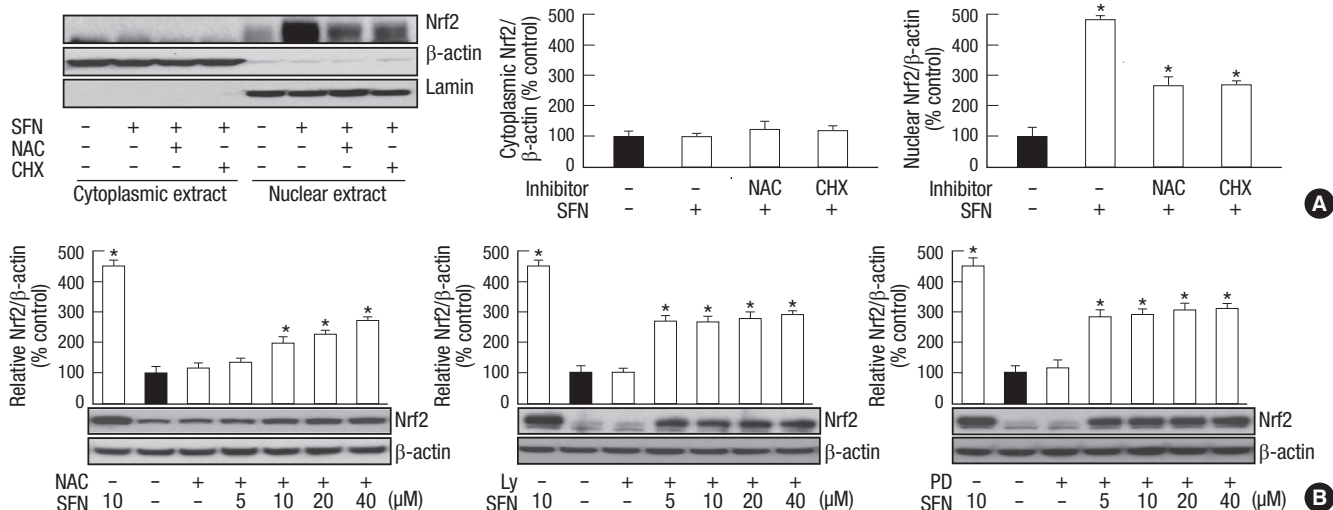 Nrf2
β-actin
Lamin
SFN – + + + – + + +
NAC + +
CHX + +
Cytoplasmic extract Nuclear extract
Cytoplasmic Nrf2/
β-actin (% control)
500
400
300
200
100
0
Inhibitor – – NAC CHX
SFN – + + +
Nuclear Nrf2/β-actin
(% control)
500
400
300
200
100
0
* * *
Inhibitor – – NAC CHX
SFN – + + +
A
Relative Nrf2/β-actin
(% control)
500
400
300
200
100
* * * *
Nrf2
β-actin
NAC – – + + + + +
SFN 10 – – 5 10 20 40 (μM)
Relative Nrf2/β-actin
(% control)
500
400
300
200
100
* * * * *
Nrf2
β-actin
Ly – – + + + + +
SFN 10 – – 5 10 20 40 (μM)
Relative Nrf2/β-actin
(% control)
500
400
300
200
100
* * * * *
Nrf2
β-actin
PD – – + + + + +
SFN 10 – – 5 10 20 40 (μM)
B